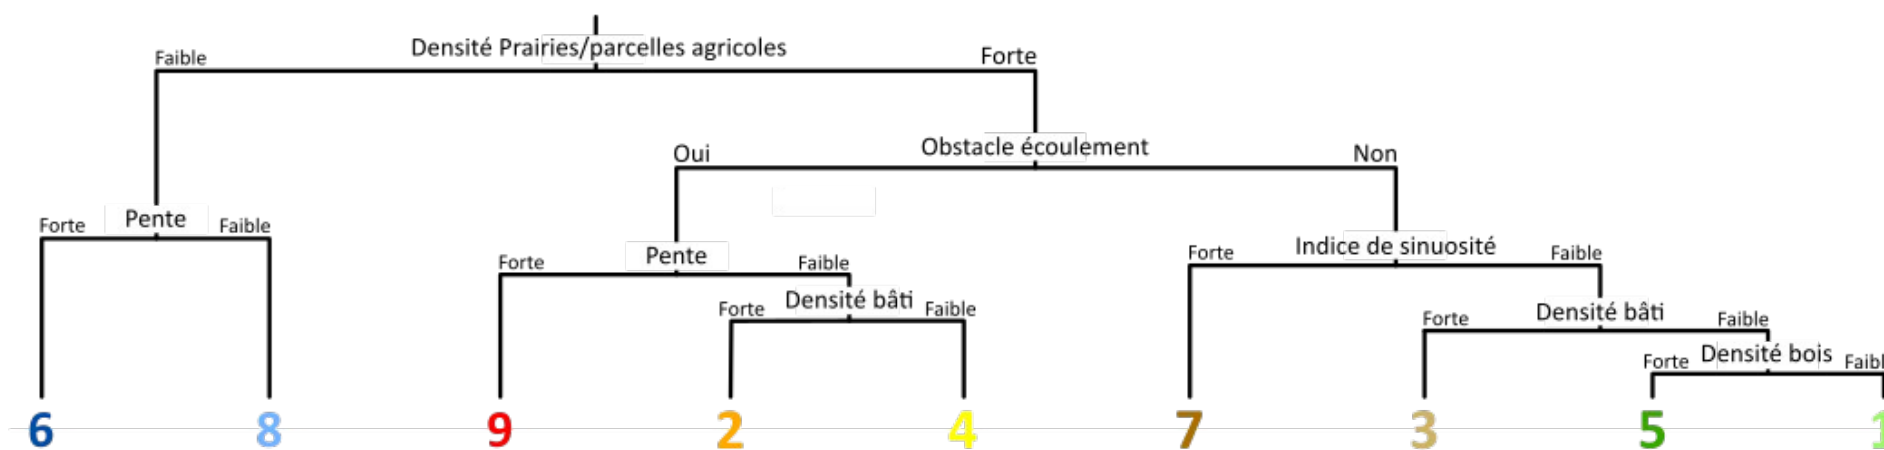 Densité Prairies/parcelles agricoles
Faible
Forte
Obstacle écoulement
Oui
Non
Pente
Forte
Faible
Pente
Forte
Faible
Indice de sinuosité
Forte
Faible
Densité bâti
Forte
Faible
Densité bâti
Forte
Faible
Densité bois
Forte
Faibl
6 8 9 2 4 7 3 5 1